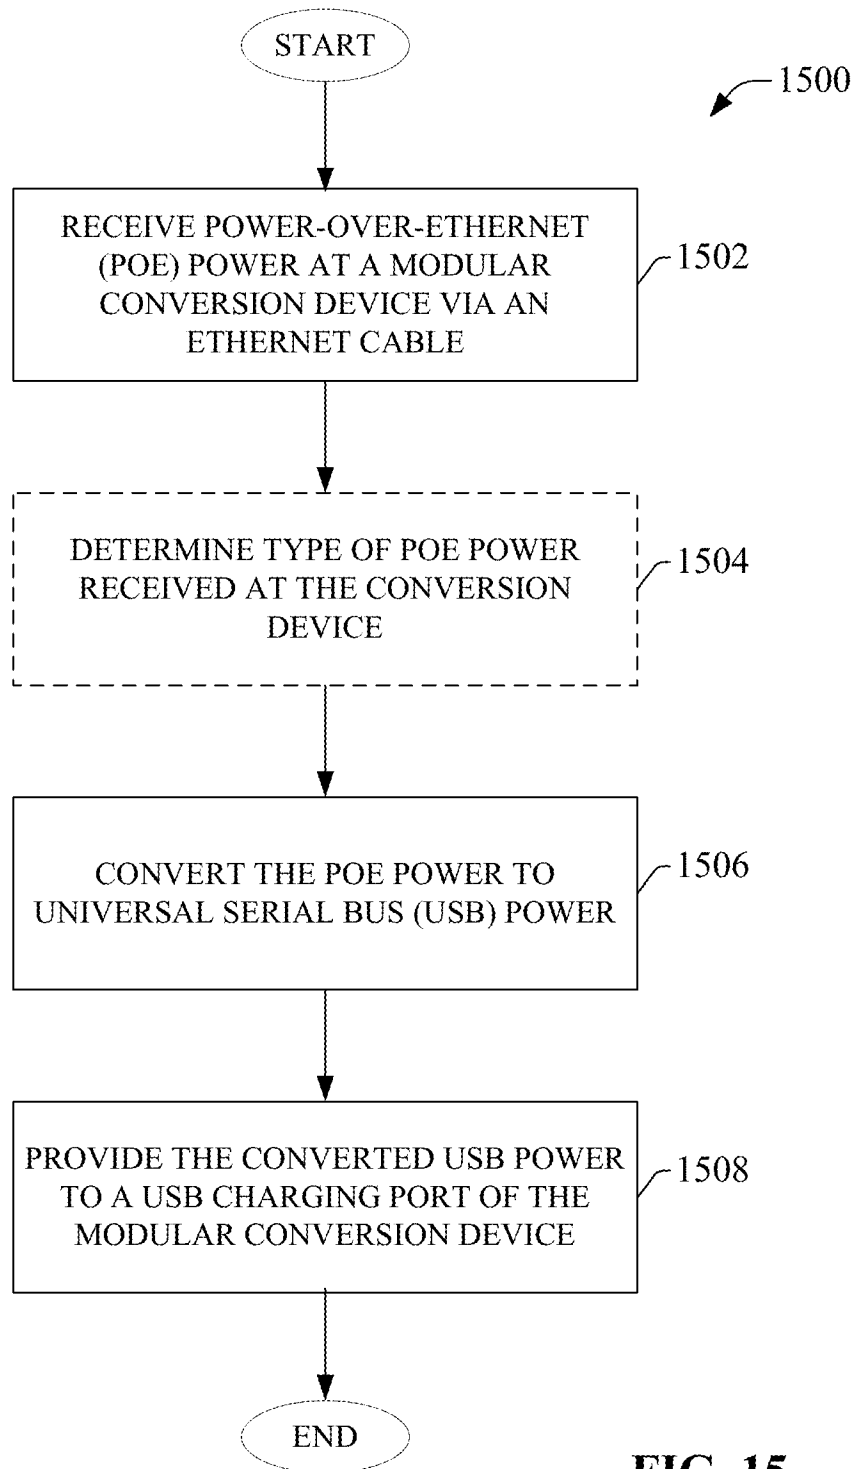 START
1500
RECEIVE POWER-OVER-ETHERNET
(POE) POWER AT A MODULAR
CONVERSION DEVICE VIA AN
ETHERNET CABLE
1502
DETERMINE TYPE OF POE POWER
RECEIVED AT THE CONVERSION
DEVICE
1504
CONVERT THE POE POWER TO
UNIVERSAL SERIAL BUS (USB) POWER
1506
PROVIDE THE CONVERTED USB POWER
TO A USB CHARGING PORT OF THE
MODULAR CONVERSION DEVICE
1508
END
FIG. 15